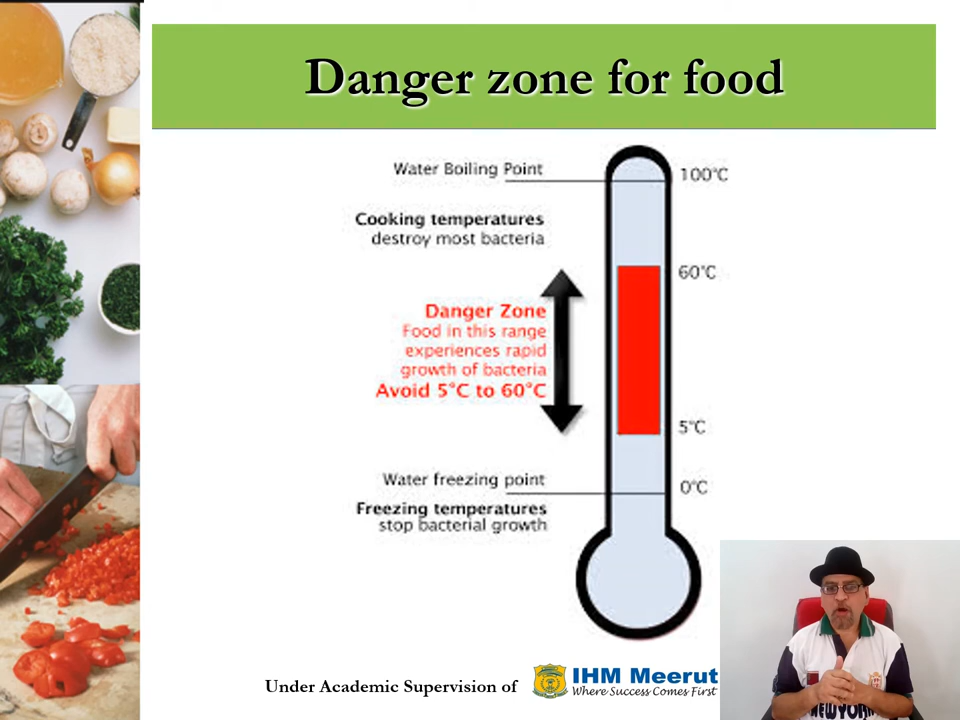 Danger zone for food
Water Boiling Point
100°C
Cooking temperatures
destroy most bacteria
60°C
Danger Zone
Food in this range
experiences rapid
growth of bacteria
Avoid 5°C to 60°C
5°C
Water freezing point
0°C
Freezing temperatures
stop bacterial growth
Under Academic Supervision of
IHM Meerut
Where Success Comes First
NEWYORK